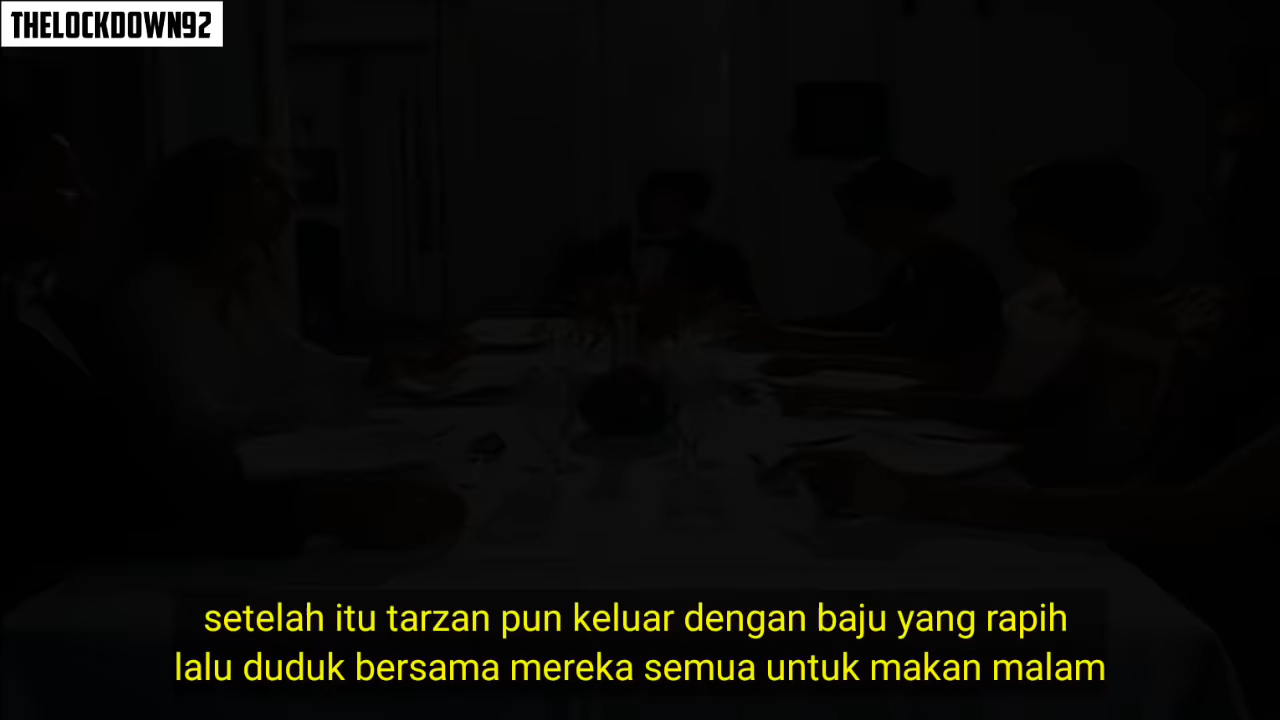 THELOCKDOWN92
setelah itu tarzan pun keluar dengan baju yang rapih
lalu duduk bersama mereka semua untuk makan malam